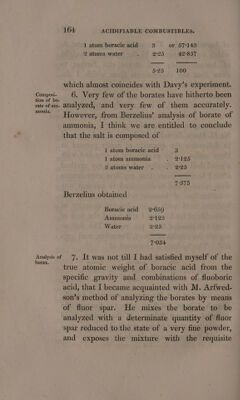 164 ACIDIFIABLE COMBUSTIBLES.
1 atom boracic acid 3 or 57·143
2 atoms water . 2·25 42·857
5·25 100
which almost coincides with Davy's experiment.
Composition of borate of ammonia.
6. Very few of the borates have hitherto been
analyzed, and very few of them accurately.
However, from Berzelius' analysis of borate of
ammonia, I think we are entitled to conclude
that the salt is composed of
1 atom boracic acid 3
1 atom ammonia . 2·125
2 atoms water . . 2·25
7·375
Berzelius obtained
Boracic acid 2·659
Ammonia 2·125
Water 2·25
7·034
Analysis of borax.
7. It was not till I had satisfied myself of the
true atomic weight of boracic acid from the
specific gravity and combinations of fluoboric
acid, that I became acquainted with M. Arfwed-
son's method of analyzing the borates by means
of fluor spar. He mixes the borate to be
analyzed with a determinate quantity of fluor
spar reduced to the state of a very fine powder,
and exposes the mixture with the requisite